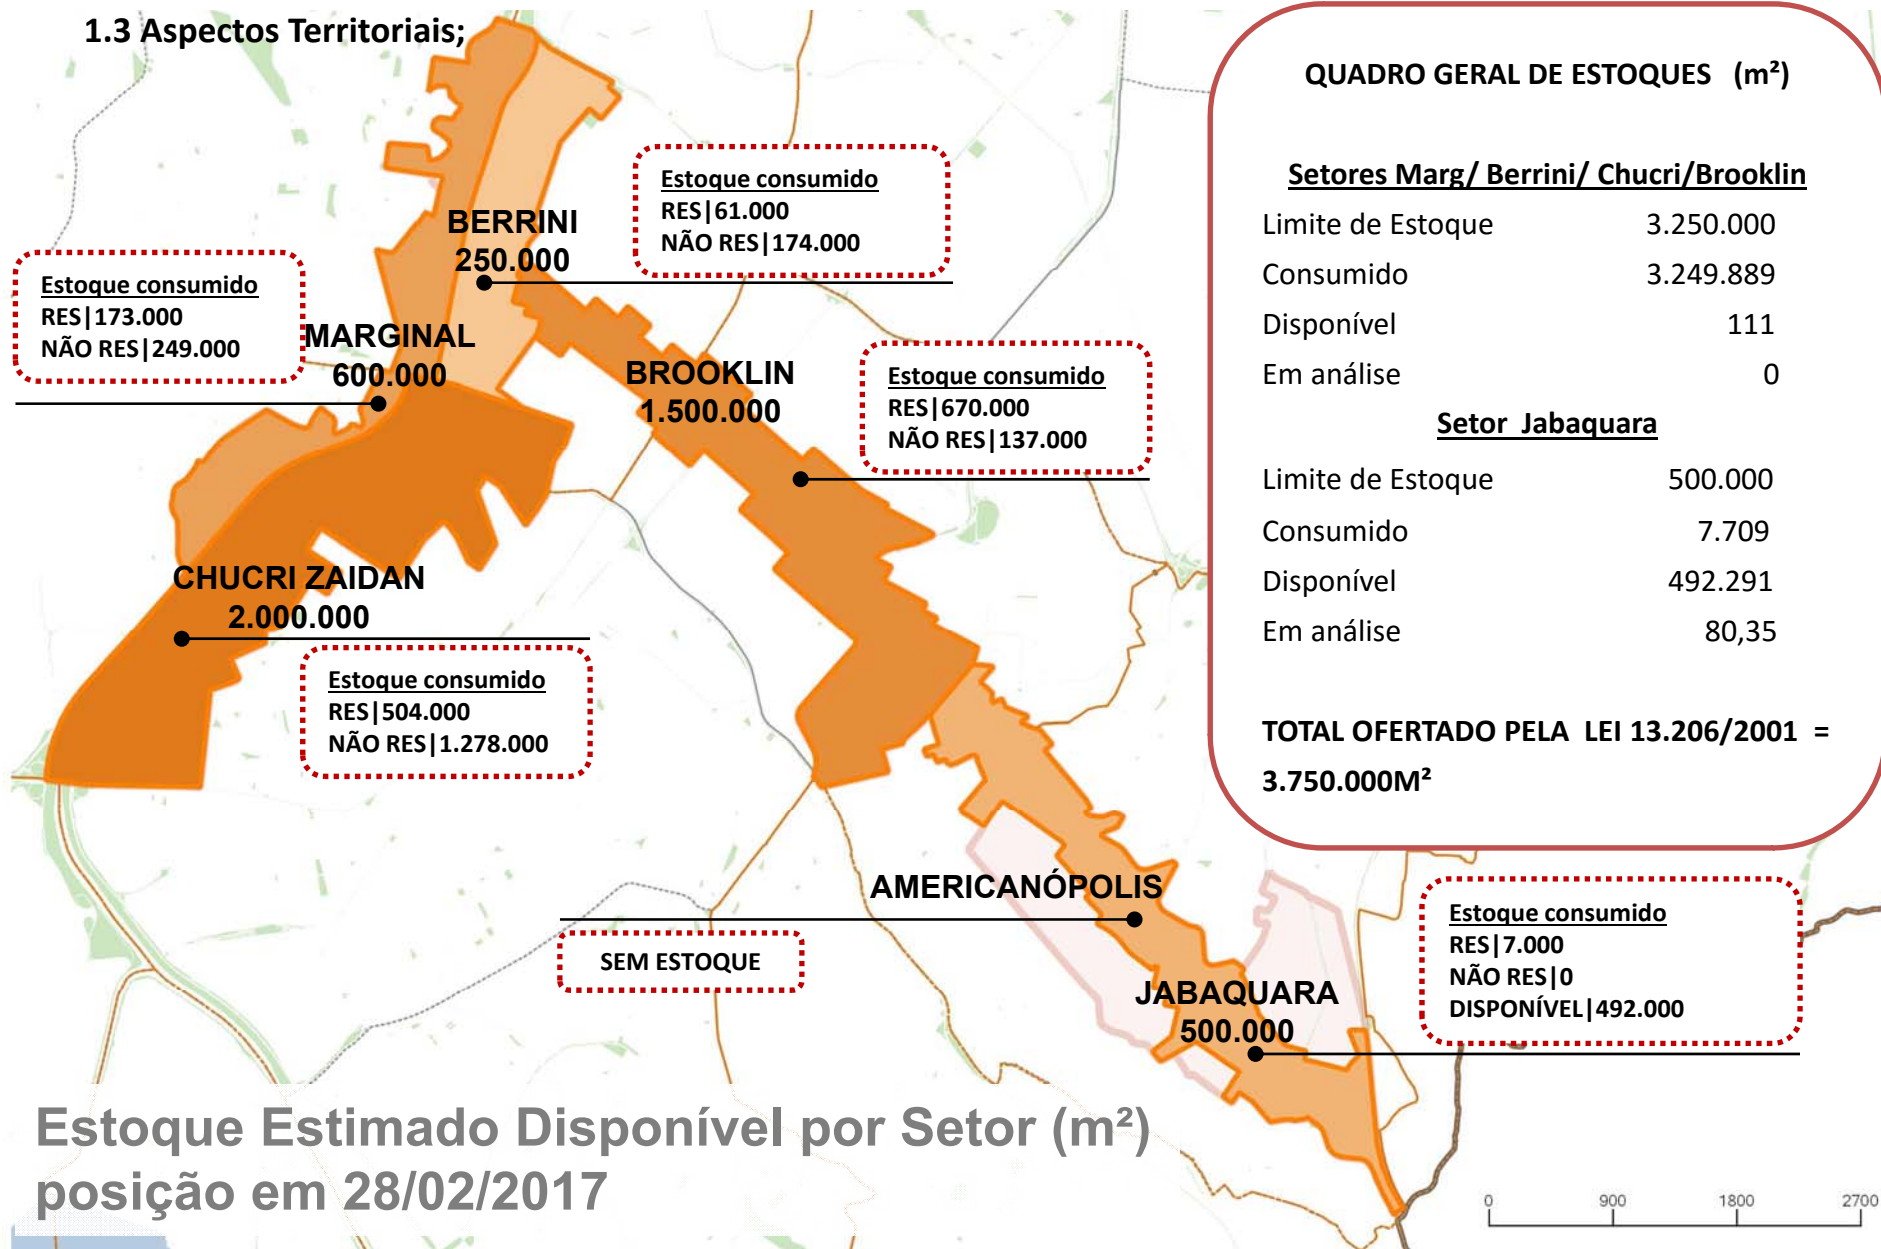 1.3 Aspectos Territoriais;
QUADRO GERAL DE ESTOQUES (m²)
Setores Marg/ Berrini/ Chucri/Brooklin
Limite de Estoque 3.250.000
Consumido 3.249.889
Disponível 111
Em análise 0
Setor Jabaquara
Limite de Estoque 500.000
Consumido 7.709
Disponível 492.291
Em análise 80,35
TOTAL OFERTADO PELA LEI 13.206/2001 =
3.750.000M²
Estoque consumido
RES|61.000
NÃO RES|174.000
BERRINI
250.000
Estoque consumido
RES|173.000
NÃO RES|249.000
MARGINAL
600.000
BROOKLIN
1.500.000
Estoque consumido
RES|670.000
NÃO RES|137.000
CHUCRI ZAIDAN
2.000.000
Estoque consumido
RES|504.000
NÃO RES|1.278.000
AMERICANÓPOLIS
SEM ESTOQUE
JABAQUARA
500.000
Estoque consumido
RES|7.000
NÃO RES|0
DISPONÍVEL|492.000
Estoque Estimado Disponível por Setor (m²)
posição em 28/02/2017
0 900 1800 2700